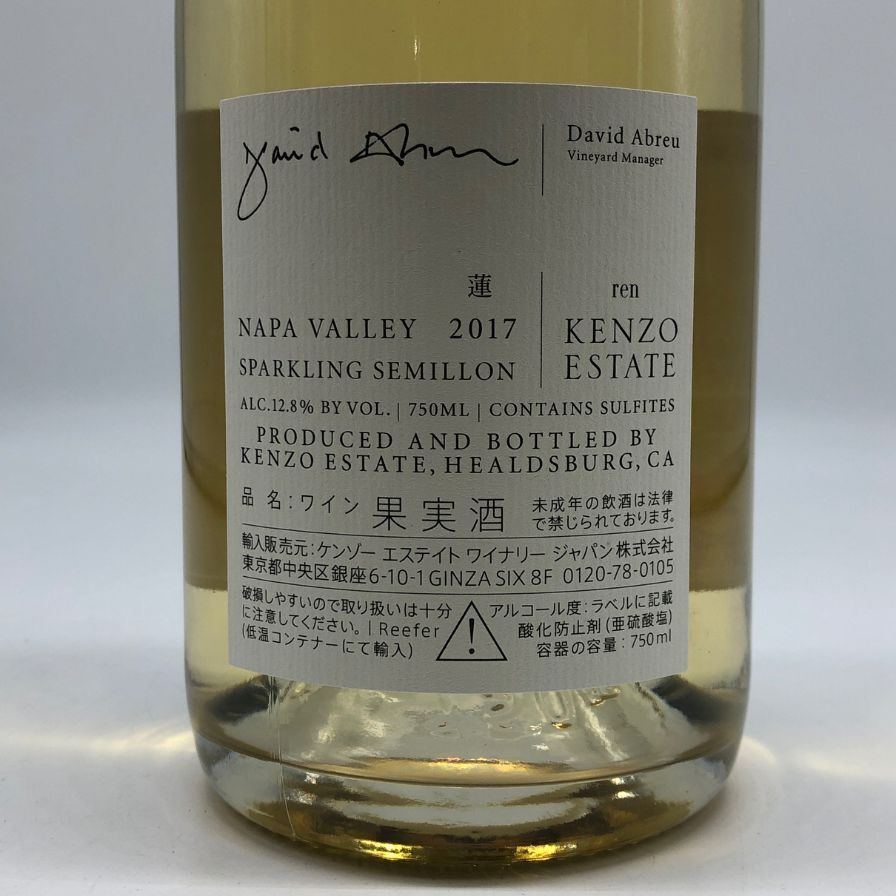 David Abreu
David Abreu
Vineyard Manager
蓮
NAPA VALLEY 2017
SPARKLING SEMILLON
ren
KENZO
ESTATE
ALC.12.8% BY VOL. | 750ML | CONTAINS SULFITES
PRODUCED AND BOTTLED BY
KENZO ESTATE, HEALDSBURG, CA
品 名:ワイン 果実酒
未成年の飲酒は法律
で禁じられております。
輸入販売元:ケンゾー エステイト ワイナリー ジャパン株式会社
東京都中央区銀座6-10-1 GINZA SIX 8F 0120-78-0105
破損しやすいので取り扱いは十分
に注意してください。| Reefer
(低温コンテナーにて輸入)
!
アルコール度:ラベルに記載
酸化防止剤(亜硫酸塩)
容器の容量:750ml